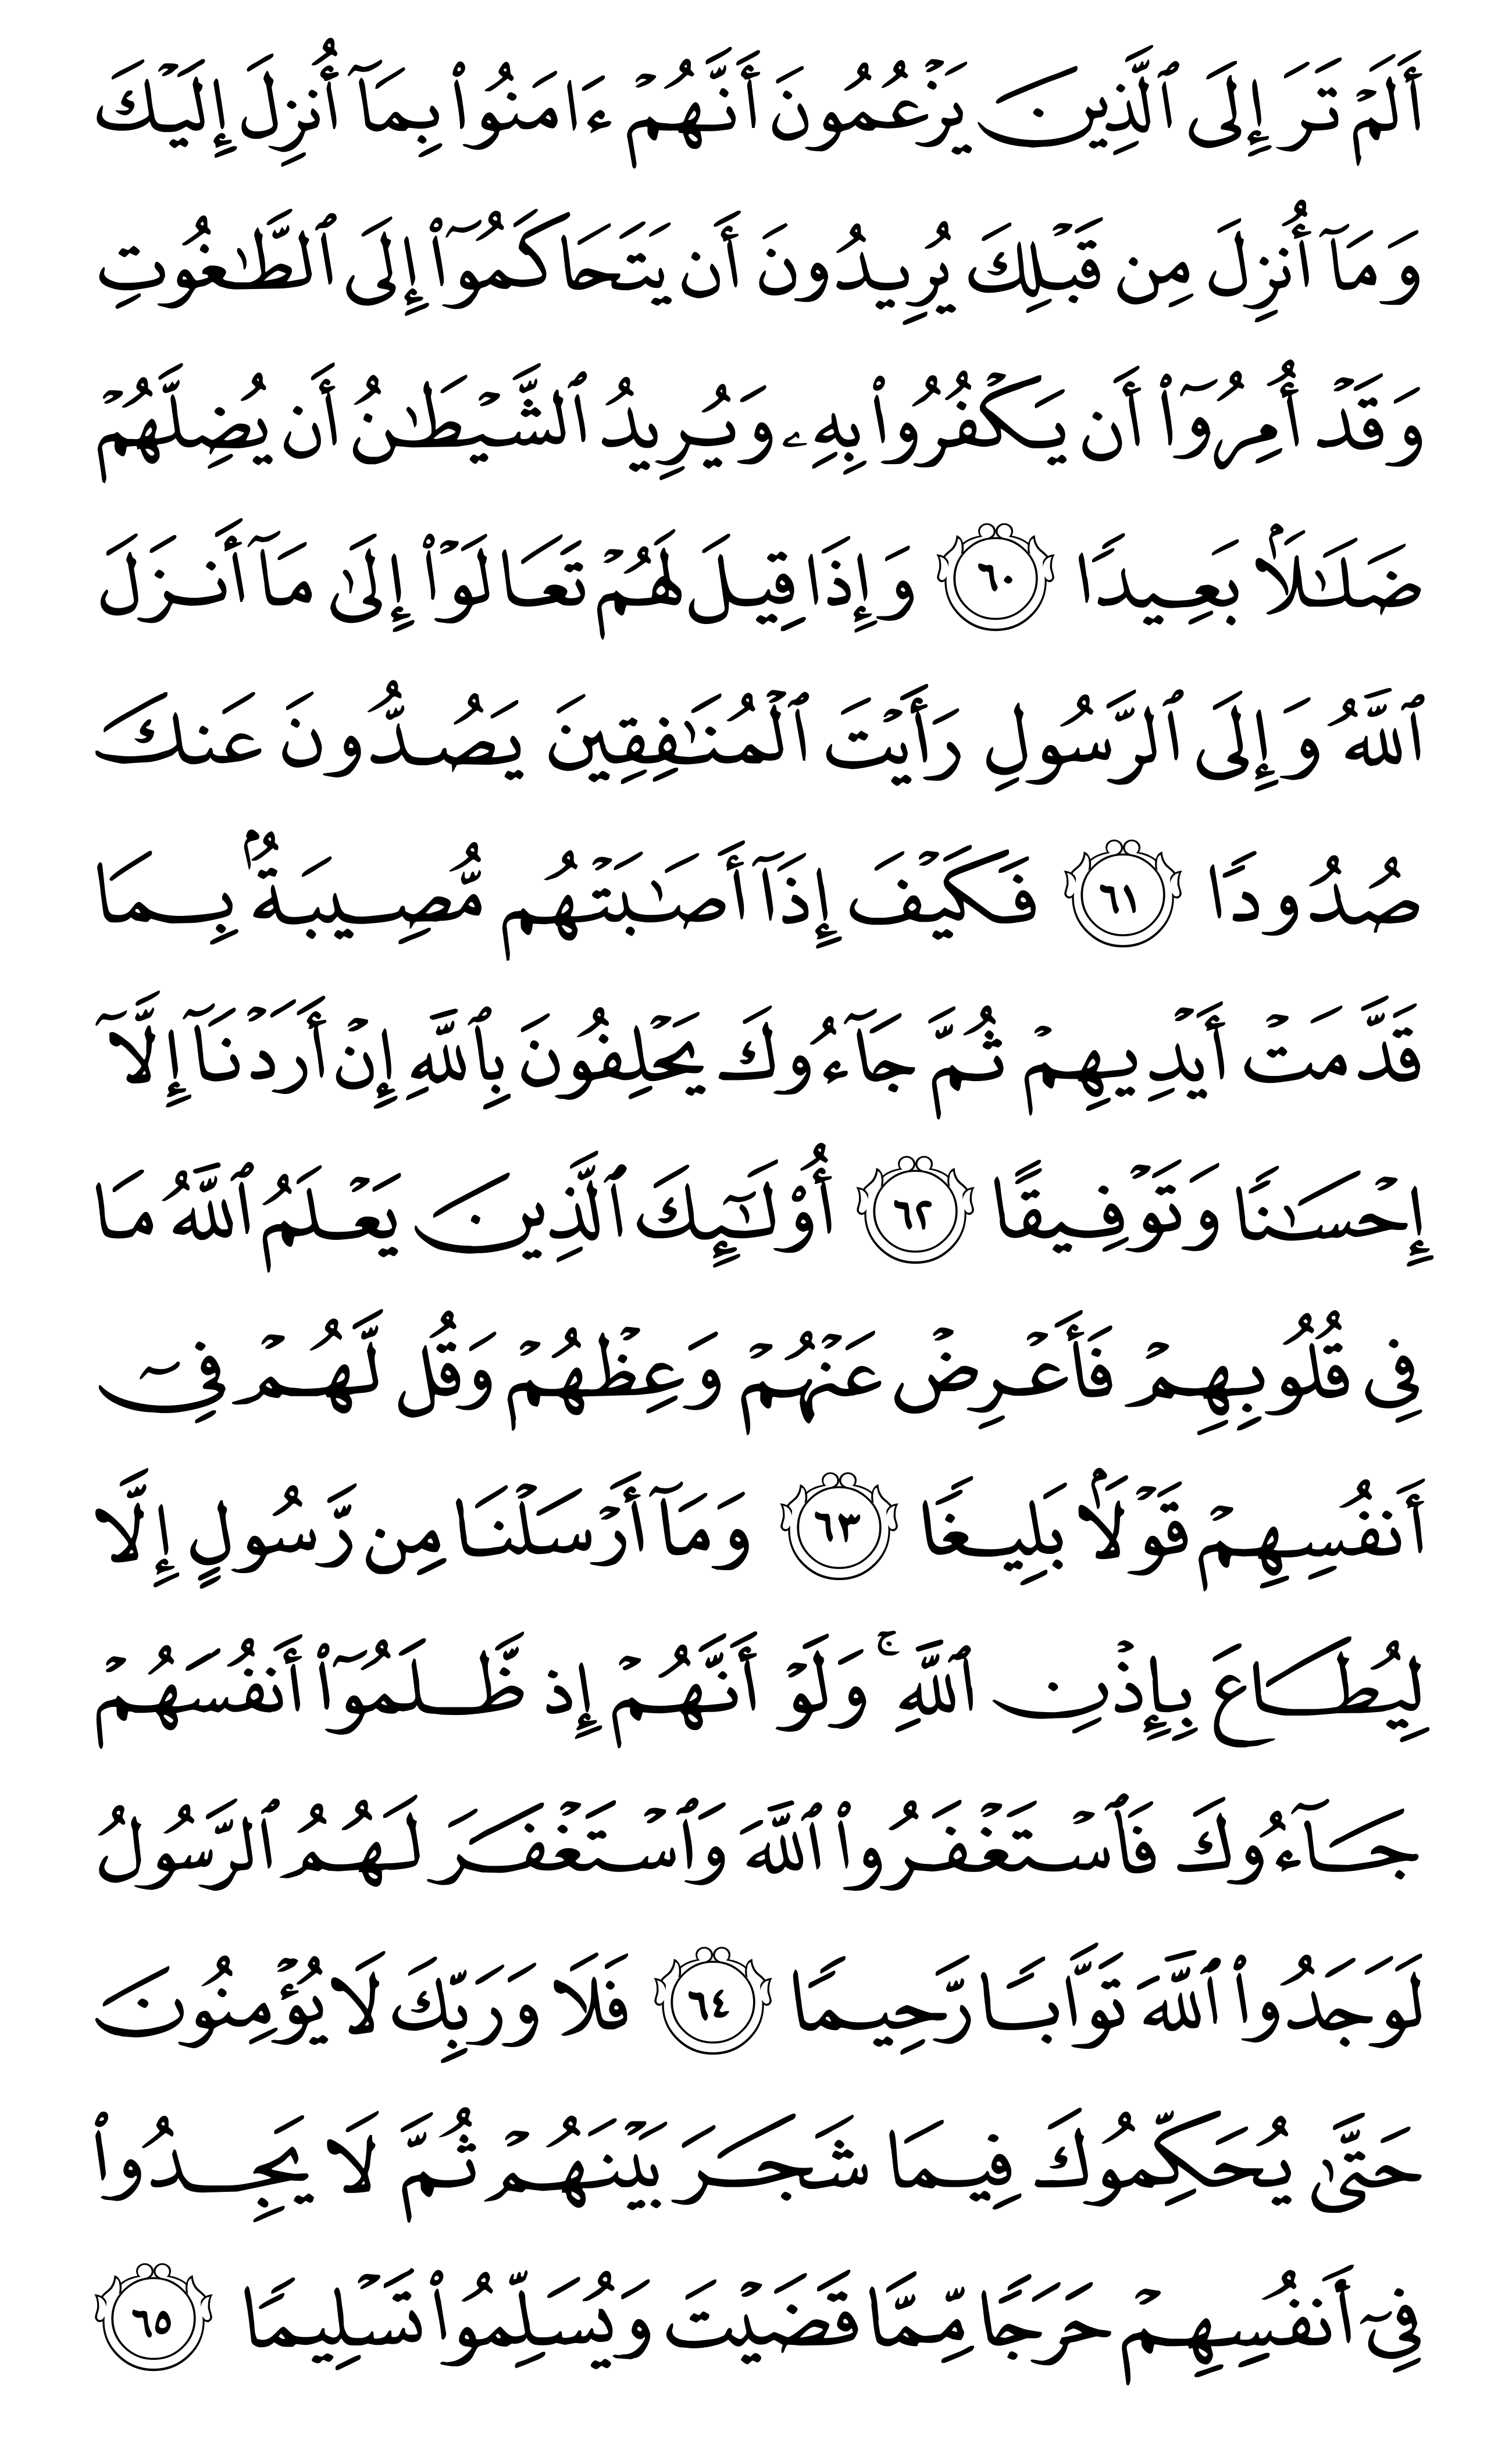 أَلَمۡ تَرَ إِلَى ٱلَّذِينَ يَزۡعُمُونَ أَنَّهُمۡ ءَامَنُواْ بِمَآ أُنزِلَ إِلَيۡكَ
وَمَآ أُنزِلَ مِن قَبۡلِكَ يُرِيدُونَ أَن يَتَحَاكَمُوٓاْ إِلَى ٱلطَّٰغُوتِ
وَقَدۡ أُمِرُوٓاْ أَن يَكۡفُرُواْ بِهِۦ وَيُرِيدُ ٱلشَّيۡطَٰنُ أَن يُضِلَّهُمۡ
ضَلَٰلَۢا بَعِيدٗا ٦٠ وَإِذَا قِيلَ لَهُمۡ تَعَالَوۡاْ إِلَىٰ مَآ أَنزَلَ
ٱللَّهُ وَإِلَى ٱلرَّسُولِ رَأَيۡتَ ٱلۡمُنَٰفِقِينَ يَصُدُّونَ عَنكَ
صُدُودٗا ٦١ فَكَيۡفَ إِذَآ أَصَٰبَتۡهُم مُّصِيبَةُۢ بِمَا
قَدَّمَتۡ أَيۡدِيهِمۡ ثُمَّ جَآءُوكَ يَحۡلِفُونَ بِٱللَّهِ إِنۡ أَرَدۡنَآ إِلَّآ
إِحۡسَٰنٗا وَتَوۡفِيقًا ٦٢ أُوْلَٰٓئِكَ ٱلَّذِينَ يَعۡلَمُ ٱللَّهُ مَا
فِي قُلُوبِهِمۡ فَأَعۡرِضۡ عَنۡهُمۡ وَعِظۡهُمۡ وَقُل لَّهُمۡ فِيٓ
أَنفُسِهِمۡ قَوۡلَۢا بَلِيغٗا ٦٣ وَمَآ أَرۡسَلۡنَا مِن رَّسُولٍ إِلَّا
لِيُطَاعَ بِإِذۡنِ ٱللَّهِۚ وَلَوۡ أَنَّهُمۡ إِذ ظَّلَمُوٓاْ أَنفُسَهُمۡ
جَآءُوكَ فَٱسۡتَغۡفَرُواْ ٱللَّهَ وَٱسۡتَغۡفَرَ لَهُمُ ٱلرَّسُولُ
لَوَجَدُواْ ٱللَّهَ تَوَّابٗا رَّحِيمٗا ٦٤ فَلَا وَرَبِّكَ لَا يُؤۡمِنُونَ
حَتَّىٰ يُحَكِّمُوكَ فِيمَا شَجَرَ بَيۡنَهُمۡ ثُمَّ لَا يَجِدُواْ
فِيٓ أَنفُسِهِمۡ حَرَجٗا مِّمَّا قَضَيۡتَ وَيُسَلِّمُواْ تَسۡلِيمٗا ٦٥